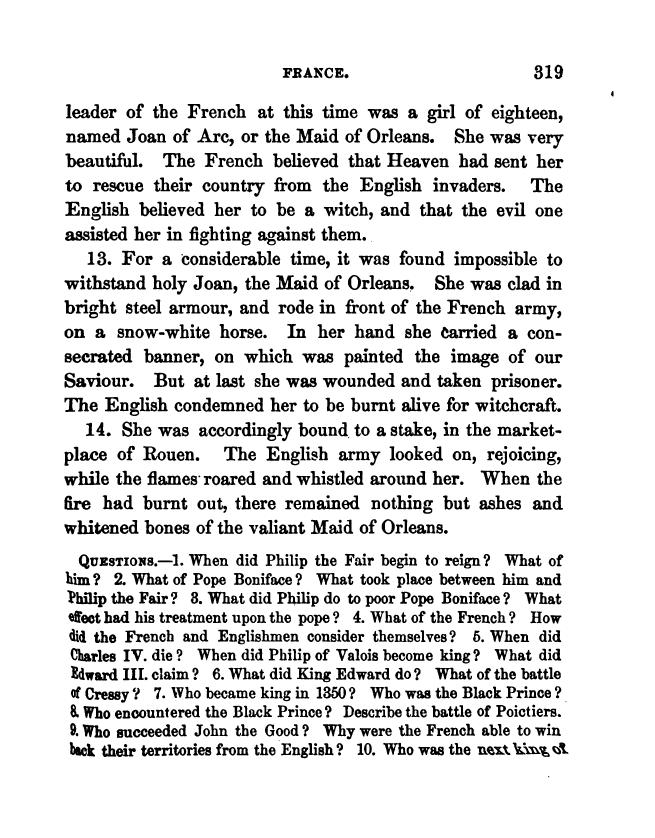 FRANCE. 319
leader of the French at this time was a girl of eighteen,
named Joan of Arc, or the Maid of Orleans. She was very
beautiful. The French believed that Heaven had sent her
to rescue their country from the English invaders. The
English believed her to be a witch, and that the evil one
assisted her in fighting against them.
13. For a considerable time, it was found impossible to
withstand holy Joan, the Maid of Orleans. She was clad in
bright steel armour, and rode in front of the French army,
on a snow-white horse. In her hand she carried a con-
secrated banner, on which was painted the image of our
Saviour. But at last she was wounded and taken prisoner.
The English condemned her to be burnt alive for witchcraft.
14. She was accordingly bound to a stake, in the market-
place of Rouen. The English army looked on, rejoicing,
while the flames roared and whistled around her. When the
fire had burnt out, there remained nothing but ashes and
whitened bones of the valiant Maid of Orleans.
QUESTIONS.—1. When did Philip the Fair begin to reign? What of
him? 2. What of Pope Boniface? What took place between him and
Philip the Fair? 3. What did Philip do to poor Pope Boniface? What
effect had his treatment upon the pope? 4. What of the French? How
did the French and Englishmen consider themselves? 5. When did
Charles IV. die? When did Philip of Valois become king? What did
Edward III. claim? 6. What did King Edward do? What of the battle
of Cressy? 7. Who became king in 1350? Who was the Black Prince?
8. Who encountered the Black Prince? Describe the battle of Poictiers.
9. Who succeeded John the Good? Why were the French able to win
back their territories from the English? 10. Who was the next king of